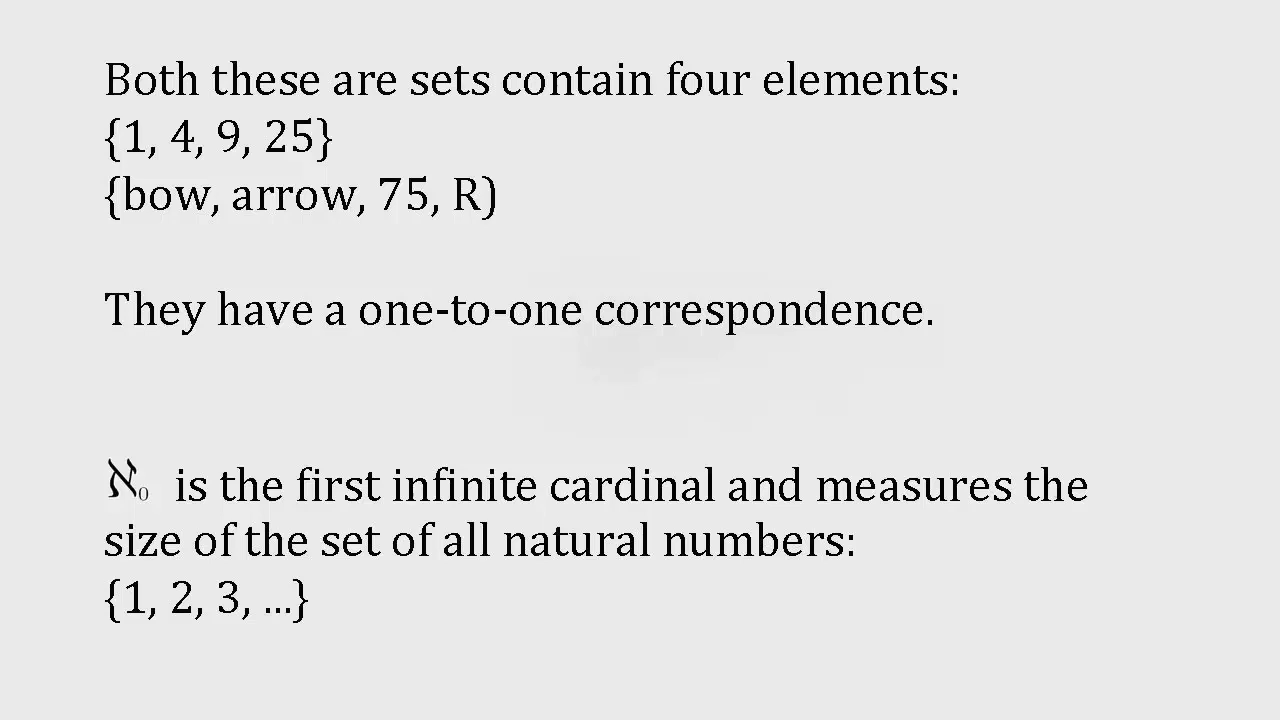 Both these are sets contain four elements:
{1, 4, 9, 25}
{bow, arrow, 75, R)
They have a one-to-one correspondence.
ℵ₀ is the first infinite cardinal and measures the
size of the set of all natural numbers:
{1, 2, 3, ...}